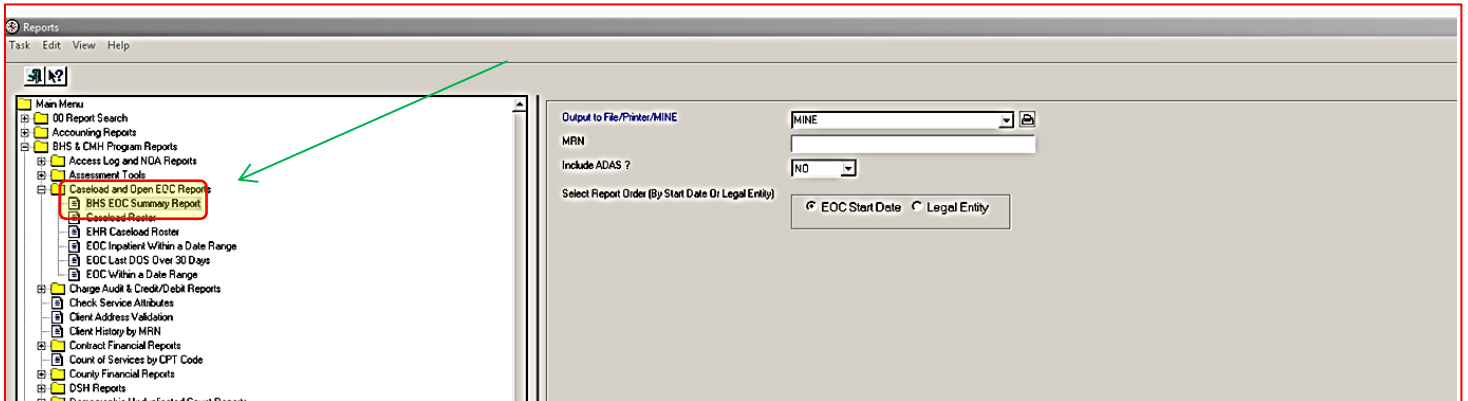 Reports
Task Edit View Help
Main Menu
00 Report Search
Accounting Reports
BHS & CMH Program Reports
Access Log and NOA Reports
Assessment Tools
Caseload and Open EOC Reports
BHS EOC Summary Report
Caseload Roster
EHR Caseload Roster
EOC Inpatient Within a Date Range
EOC Last DOS Over 30 Days
EOC Within a Date Range
Charge Audit & Credit/Debit Reports
Check Service Attributes
Client Address Validation
Client History by MRN
Contract Financial Reports
Count of Services by CPT Code
County Financial Reports
DSH Reports
Output to File/Printer/MINE MINE
MRN
Include ADAS ? NO
Select Report Order (By Start Date Or Legal Entity) EOC Start Date Legal Entity